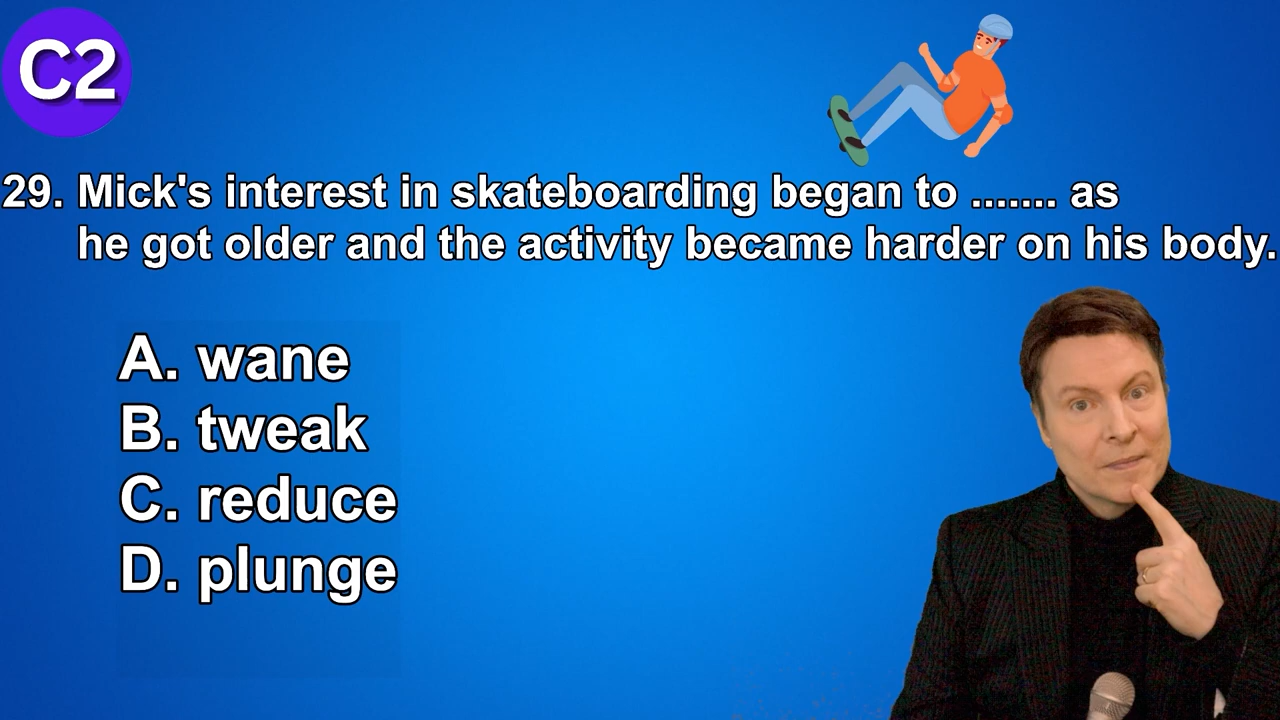 C2
29. Mick's interest in skateboarding began to ....... as
he got older and the activity became harder on his body.
A. wane
B. tweak
C. reduce
D. plunge